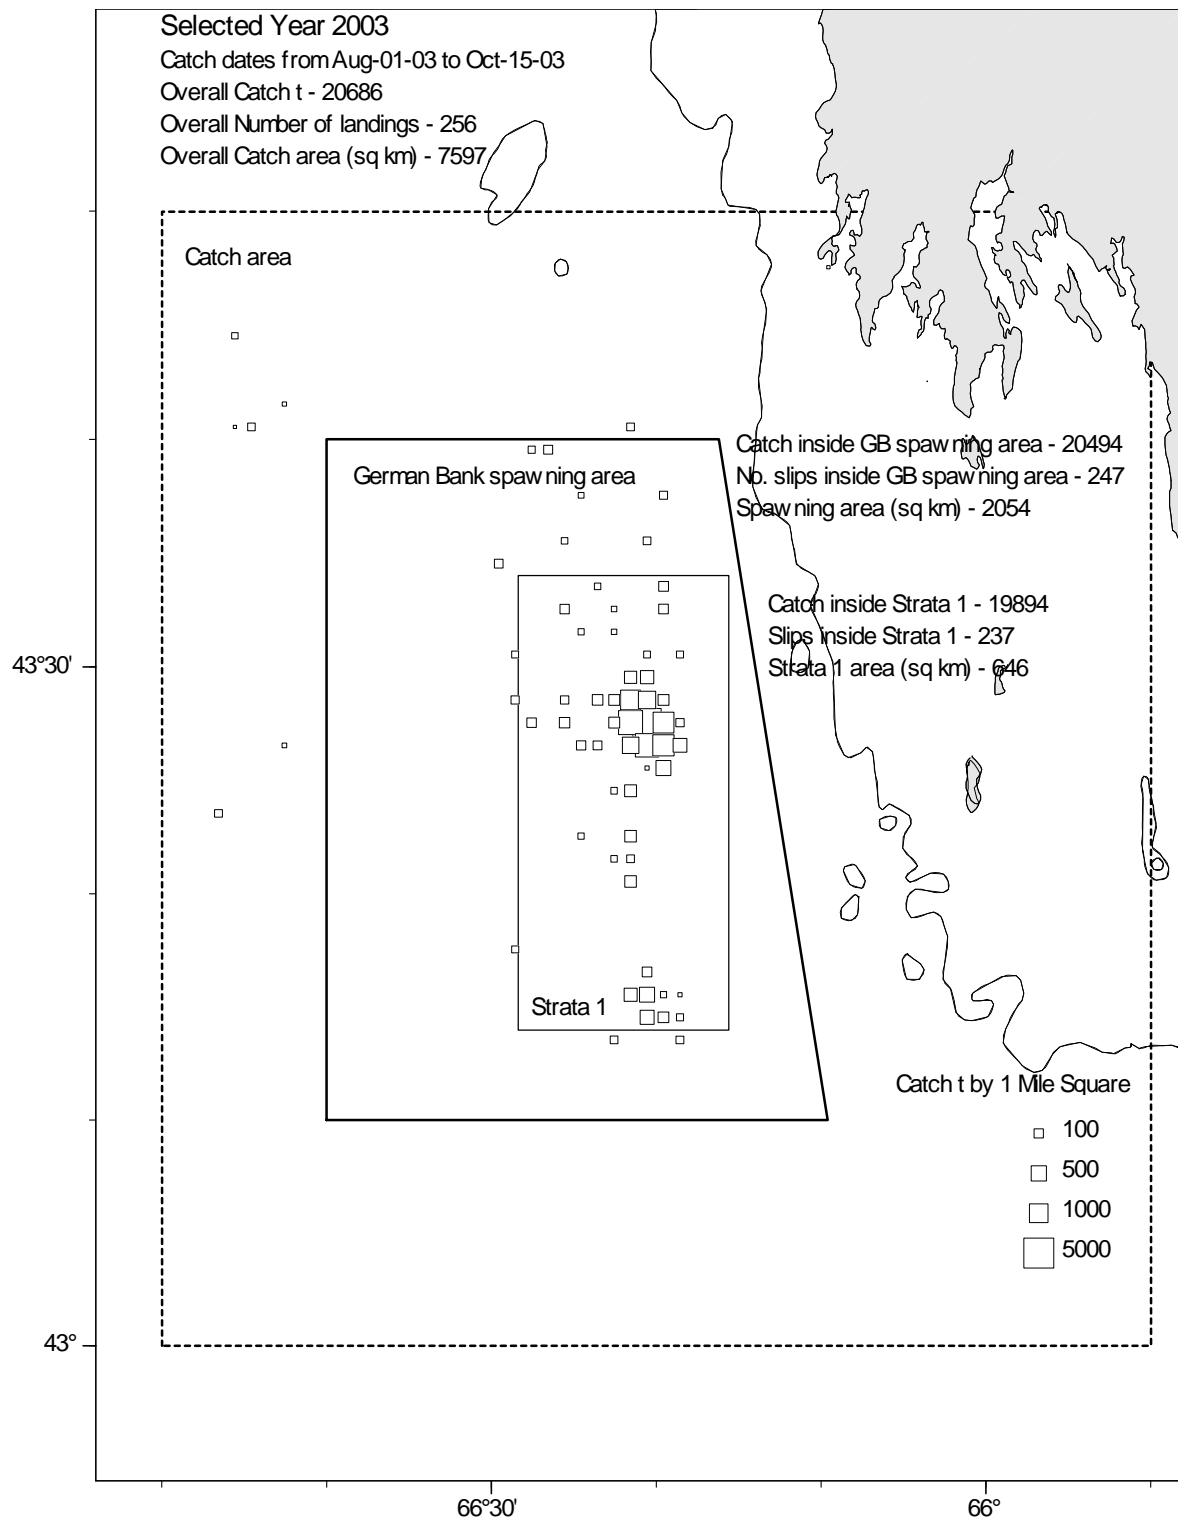 Selected Year 2003
Catch dates from Aug-01-03 to Oct-15-03
Overall Catch t - 20686
Overall Number of landings - 256
Overall Catch area (sq km) - 7597
Catch area
German Bank spawning area
Catch inside GB spawning area - 20494
No. slips inside GB spawning area - 247
Spawning area (sq km) - 2054
Catch inside Strata 1 - 19894
Slips inside Strata 1 - 237
Strata 1 area (sq km) - 646
43°30'
Strata 1
Catch t by 1 Mile Square
100
500
1000
5000
43°
66°30'
66°